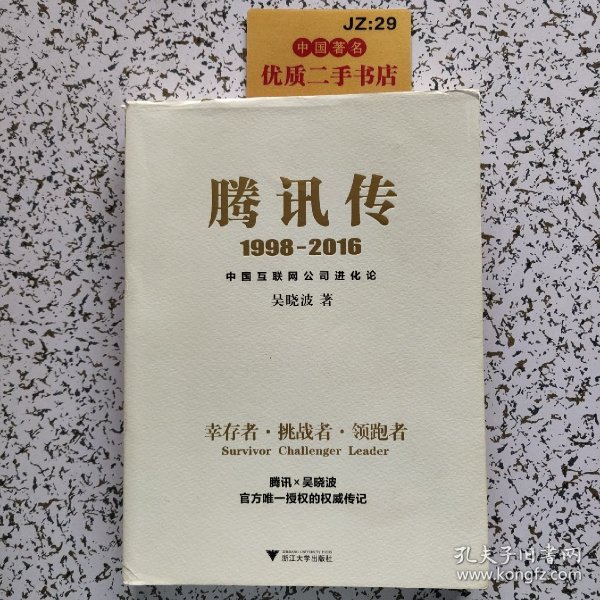 JZ:29
中国著名
优质二手书店
腾讯传
1998-2016
中国互联网公司进化论
吴晓波 著
幸存者·挑战者·领跑者
Survivor Challenger Leader
腾讯×吴晓波
官方唯一授权的权威传记
ZHEJIANG UNIVERSITY PRESS
浙江大学出版社
孔夫子旧书网
www.kongfz.com